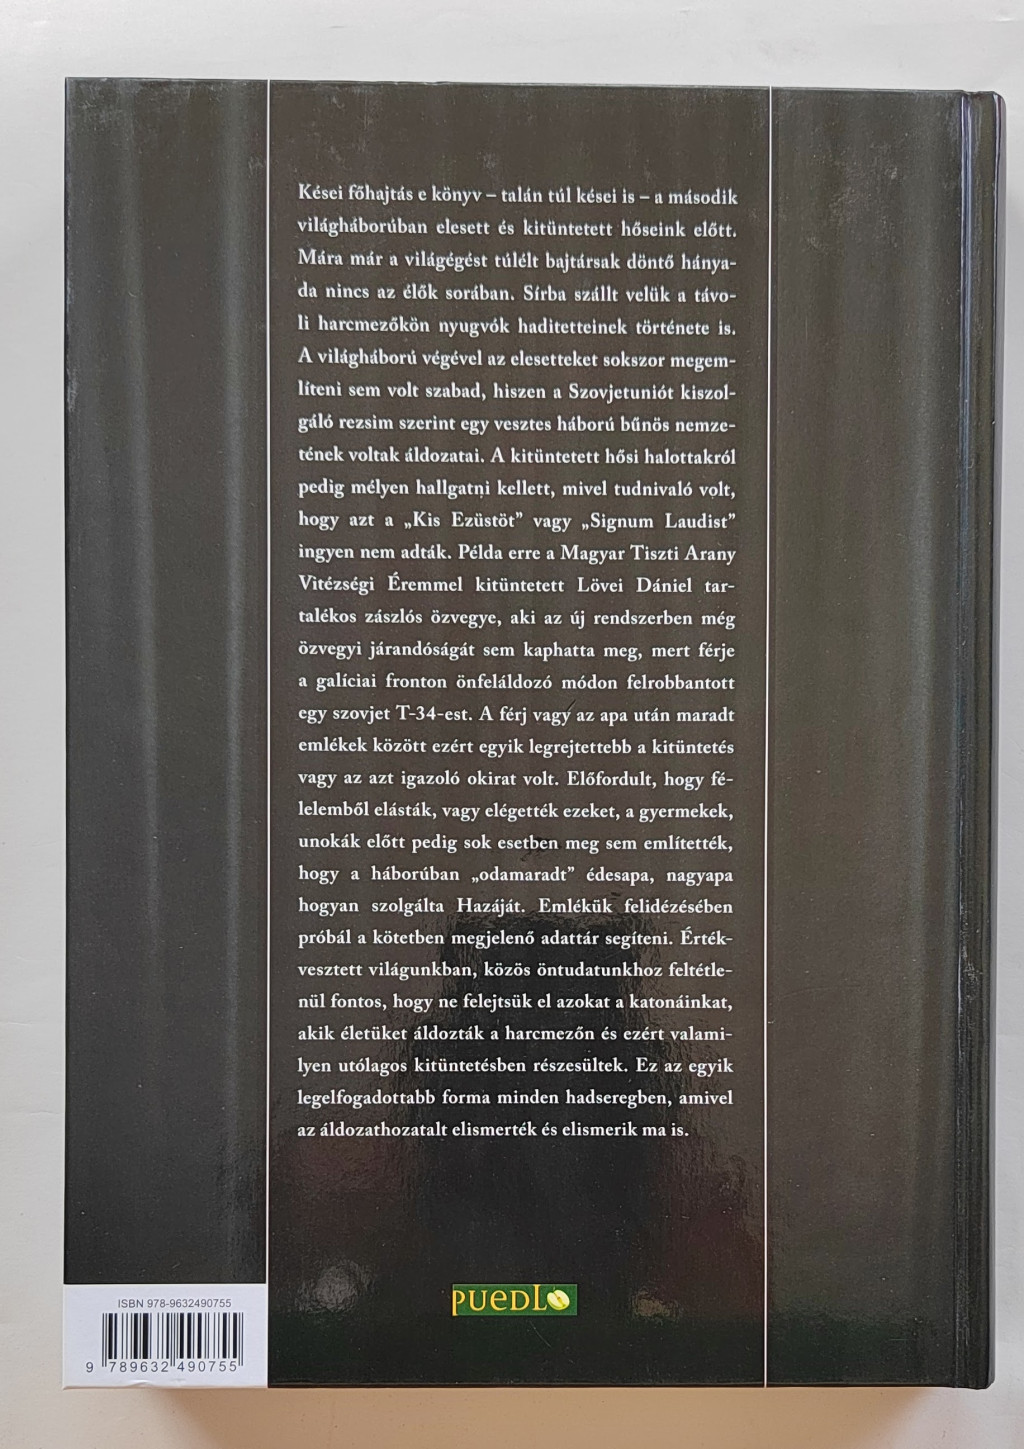 Kései főhajtás e könyv – talán túl kései is – a második
világháborúban elesett és kitüntetett hőseink előtt.
Mára már a világégést túlélt bajtársak döntő hánya-
da nincs az élők sorában. Sírba szállt velük a távo-
li harcmezőkön nyugvók haditetteinek története is.
A világháború végével az elesetteket sokszor megem-
líteni sem volt szabad, hiszen a Szovjetuniót kiszol-
gáló rezsim szerint egy vesztes háború bűnös nemze-
tének voltak áldozatai. A kitüntetett hősi halottakról
pedig mélyen hallgatni kellett, mivel tudnivaló volt,
hogy azt a „Kis Ezüstöt” vagy „Signum Laudist”
ingyen nem adták. Példa erre a Magyar Tiszti Arany
Vitézségi Éremmel kitüntetett Lövei Dániel tar-
talékos zászlós özvegye, aki az új rendszerben még
özvegyi járandóságát sem kaphatta meg, mert férje
a galíciai fronton önfeláldozó módon felrobbantott
egy szovjet T-34-est. A férj vagy az apa után maradt
emlékek között ezért egyik legrejtettebb a kitüntetés
vagy az azt igazoló okirat volt. Előfordult, hogy fé-
lelemből elásták, vagy elégették ezeket, a gyermekek,
unokák előtt pedig sok esetben meg sem említették,
hogy a háborúban „odamaradt” édesapa, nagyapa
hogyan szolgálta Hazáját. Emlékük felidézésében
próbál a kötetben megjelenő adattár segíteni. Érték-
vesztett világunkban, közös öntudatunkhoz feltétle-
nül fontos, hogy ne felejtsük el azokat a katonáinkat,
akik életüket áldozták a harcmezőn és ezért valami-
lyen utólagos kitüntetésben részesültek. Ez az egyik
legelfogadottabb forma minden hadseregben, amivel
az áldozathozatalt elismerték és elismerik ma is.
PUEDLO
ISBN 978-9632490755
9 789632 490755